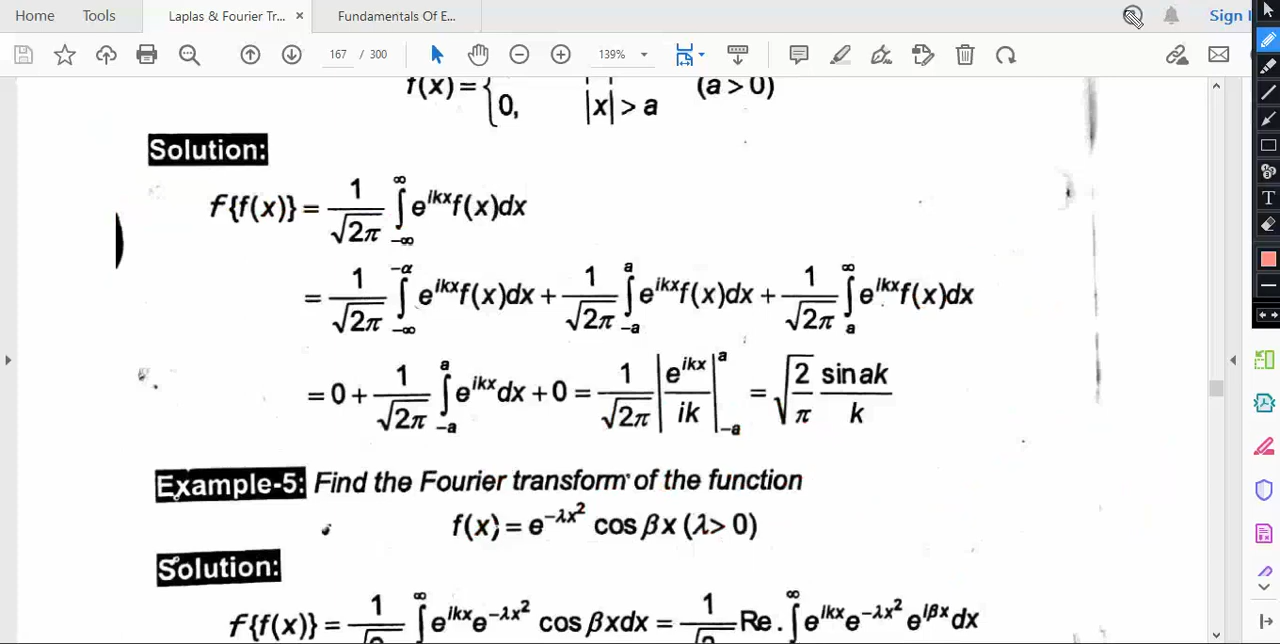 Home Tools Laplas & Fourier Tr... × Fundamentals Of E... Sign I
167 / 300 139%
f(x) = { 0, |x| > a (a > 0)
Solution:
f{f(x)} = 1/√2π ∫_{-∞}^{∞} e^{ikx} f(x)dx
= 1/√2π ∫_{-∞}^{-α} e^{ikx} f(x)dx + 1/√2π ∫_{-a}^{a} e^{ikx} f(x)dx + 1/√2π ∫_{a}^{∞} e^{ikx} f(x)dx
= 0 + 1/√2π ∫_{-a}^{a} e^{ikx} dx + 0 = 1/√2π |e^{ikx}/ik|_{-a}^{a} = √(2/π) sin ak/k
Example-5: Find the Fourier transform of the function
f(x) = e^{-λx²} cos βx (λ > 0)
Solution:
f{f(x)} = 1 ∫^{∞} e^{ikx} e^{-λx²} cos βxdx = 1 Re. ∫^{∞} e^{ikx} e^{-λx²} e^{iβx} dx